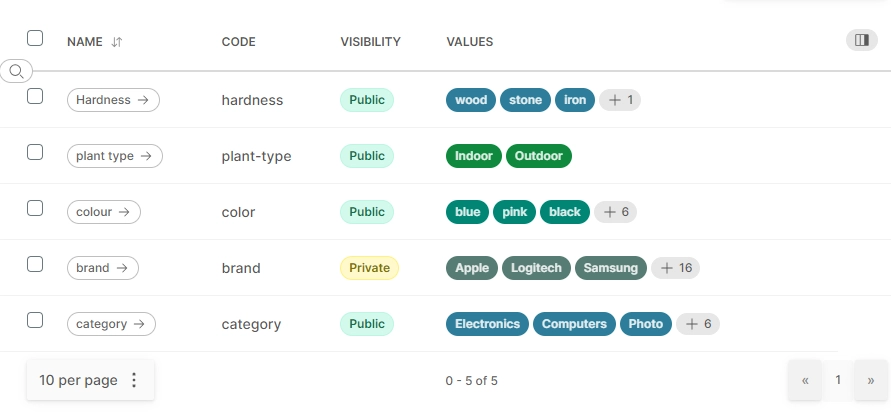 NAME CODE VISIBILITY VALUES
Hardness → hardness Public wood stone iron + 1
plant type → plant-type Public Indoor Outdoor
colour → color Public blue pink black + 6
brand → brand Private Apple Logitech Samsung + 16
category → category Public Electronics Computers Photo + 6
10 per page 0 - 5 of 5 « 1 »